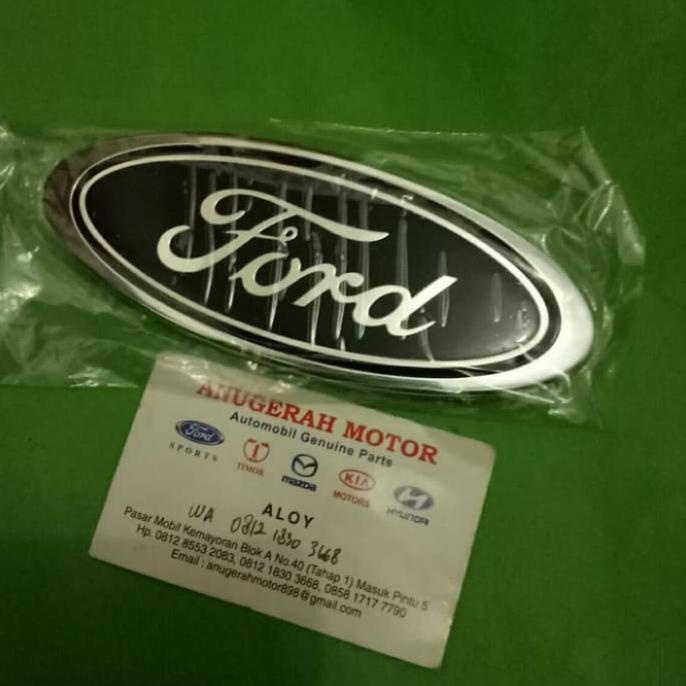 Ford
ANUGERAH MOTOR
Automobil Genuine Parts
Ford
SPORTS
TIMOR
mazda
KIA
MOTORS
HYUNDAI
ALOY
WA 0812 1830 3668
Pasar Mobil Kemayoran Blok A No.40 (Tahap 1) Masuk Pintu 5
Hp. 0812 8553 2083, 0812 1830 3668, 0858 1717 7790
Email : anugerahmotor898@gmail.com